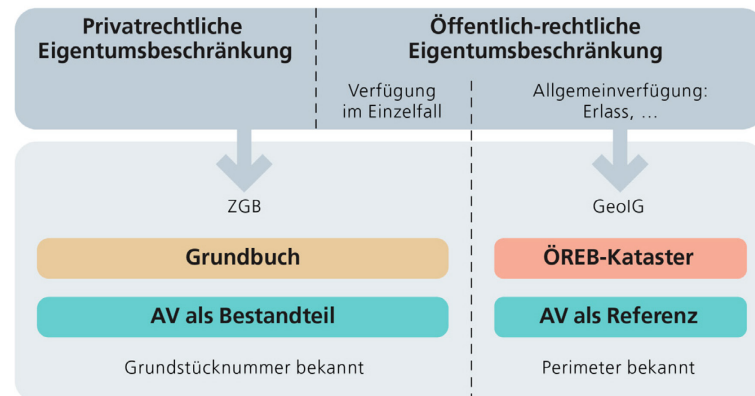 Privatrechtliche
Eigentumsbeschränkung
Öffentlich-rechtliche
Eigentumsbeschränkung
Verfügung
im Einzelfall
Allgemeinverfügung:
Erlass, …
ZGB
GeoIG
Grundbuch
ÖREB-Kataster
AV als Bestandteil
AV als Referenz
Grundstücknummer bekannt
Perimeter bekannt